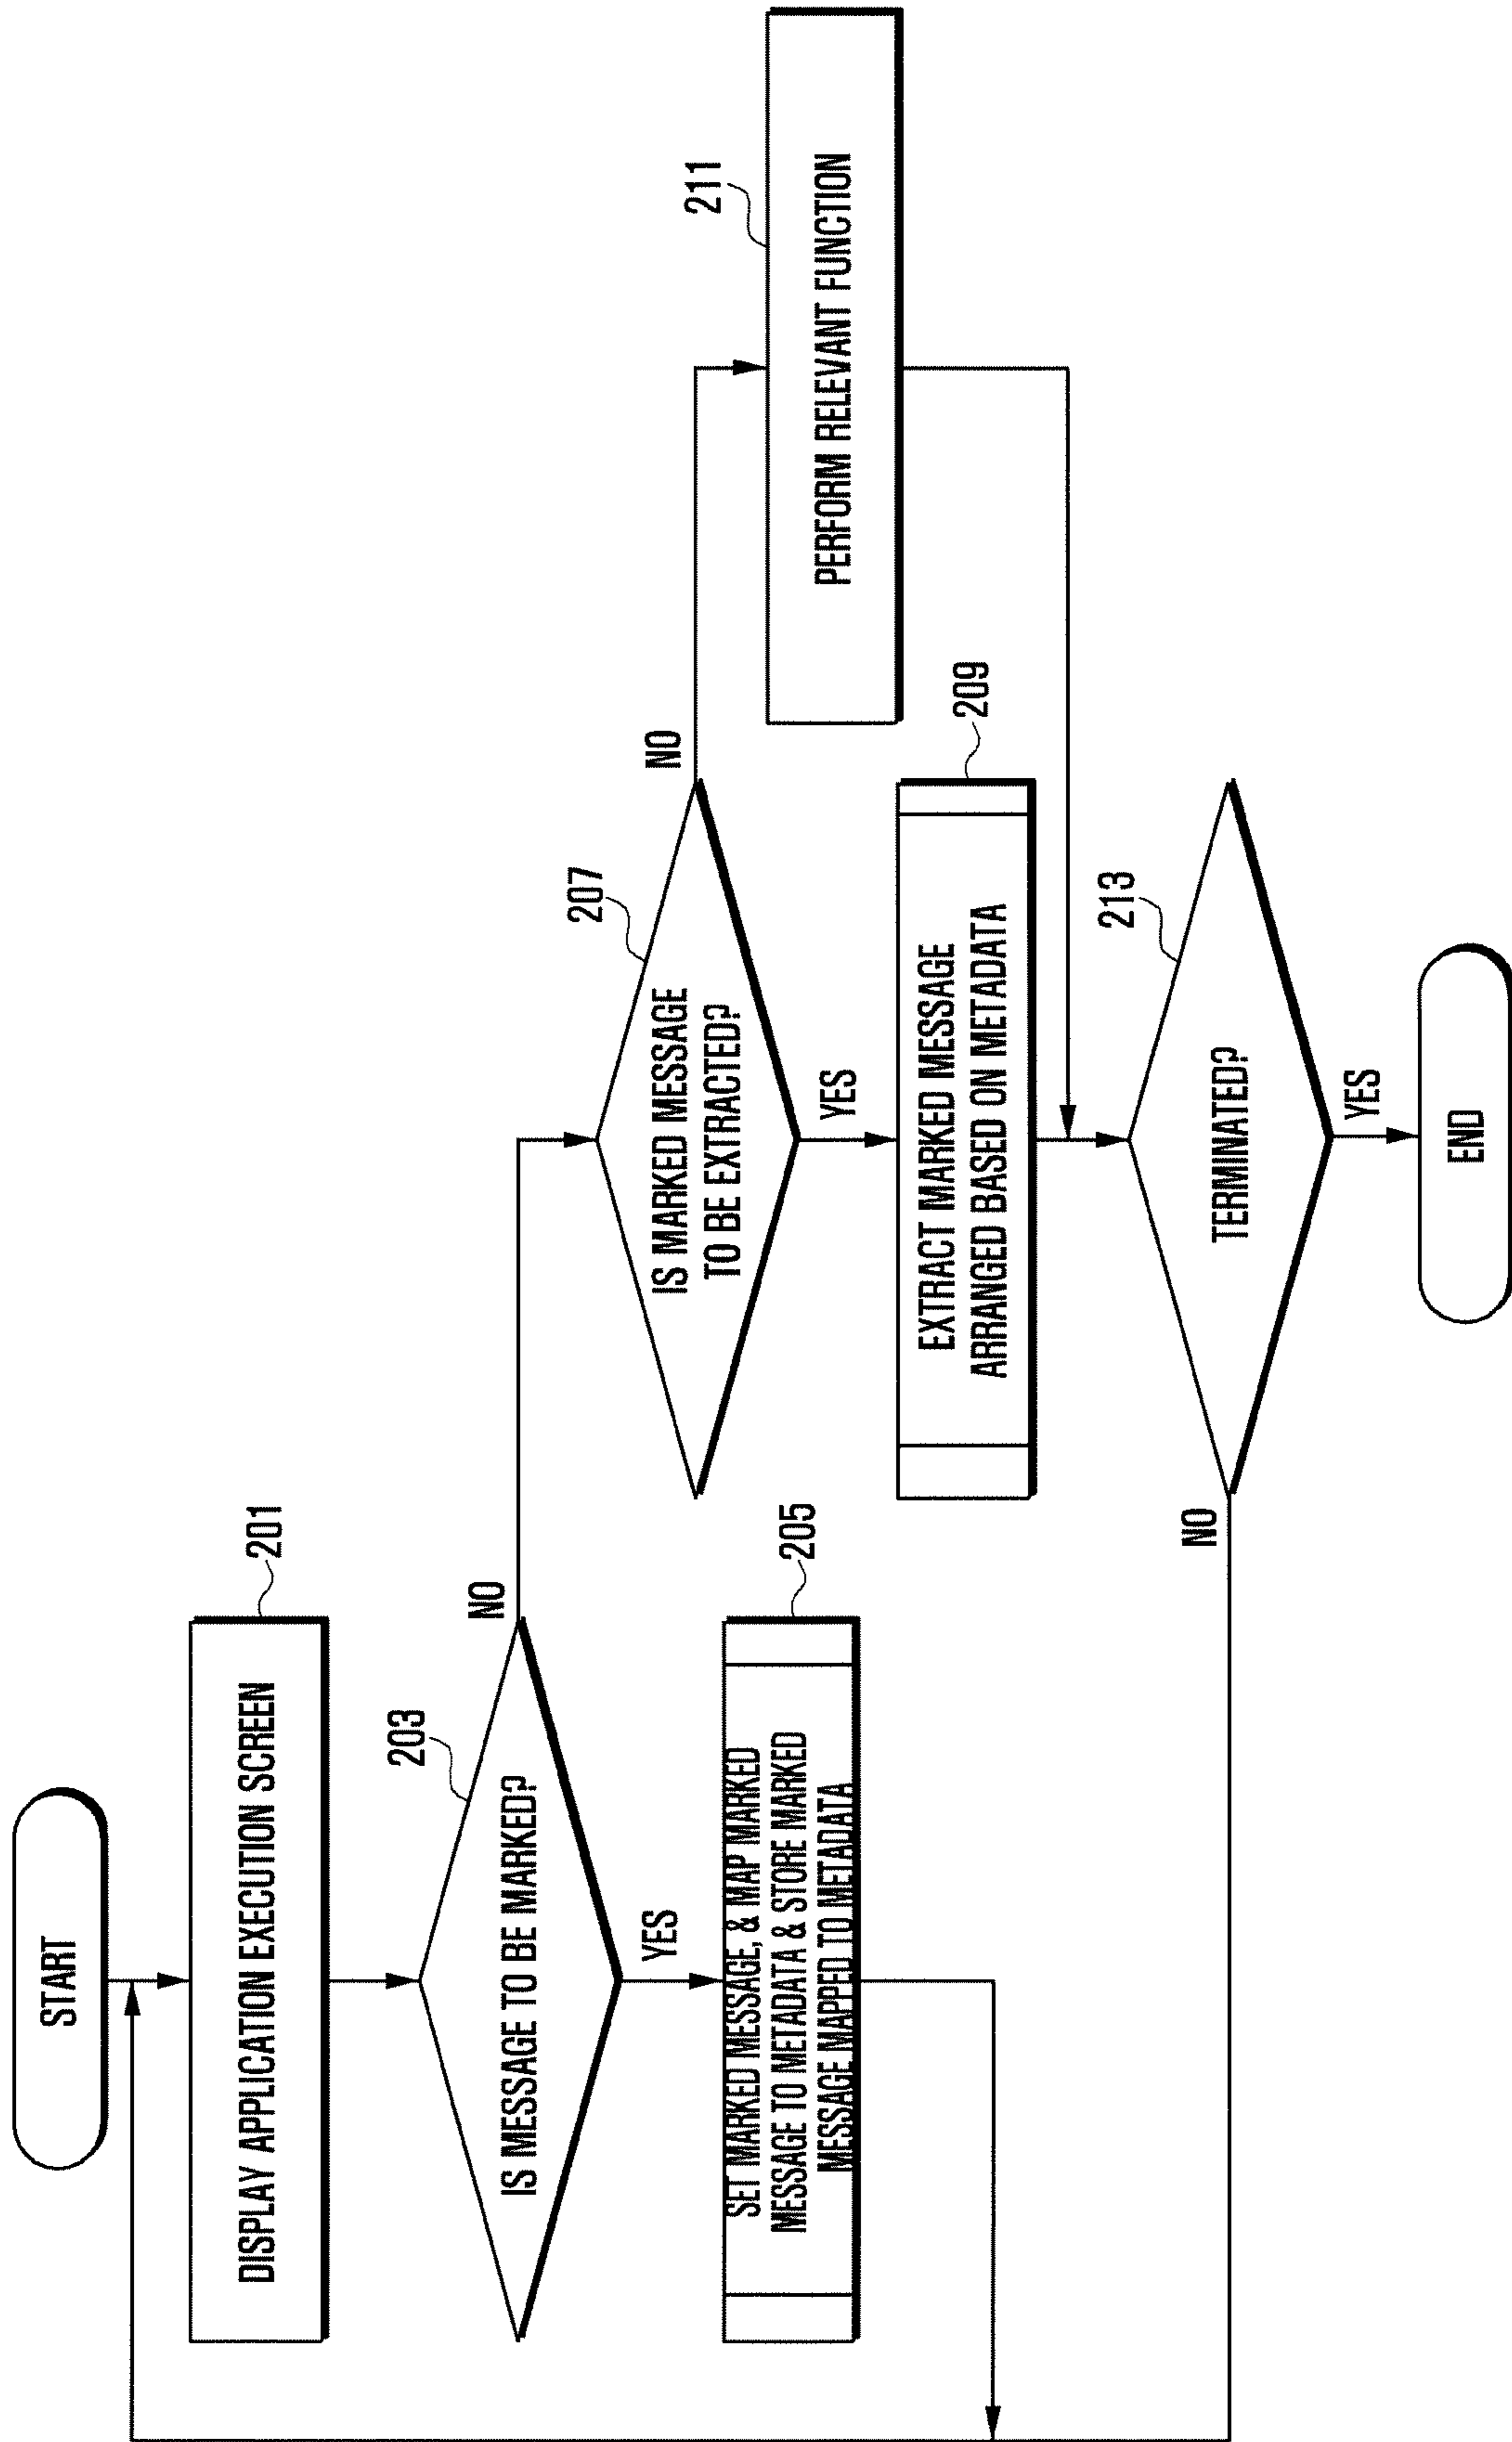 START
DISPLAY APPLICATION EXECUTION SCREEN
201
IS MESSAGE TO BE MARKED?
203
NO
YES
SET MARKED MESSAGE, & MAP MARKED
MESSAGE TO METADATA & STORE MARKED
MESSAGE MAPPED TO METADATA
205
IS MARKED MESSAGE
TO BE EXTRACTED?
207
NO
YES
EXTRACT MARKED MESSAGE
ARRANGED BASED ON METADATA
209
PERFORM RELEVANT FUNCTION
211
TERMINATED?
213
NO
YES
END